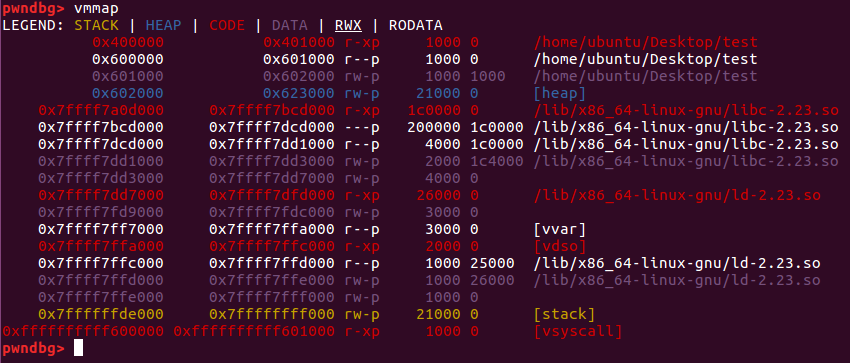 pwndbg> vmmap
LEGEND: STACK | HEAP | CODE | DATA | RWX | RODATA
0x400000 0x401000 r-xp 1000 0 /home/ubuntu/Desktop/test
0x600000 0x601000 r--p 1000 0 /home/ubuntu/Desktop/test
0x601000 0x602000 rw-p 1000 1000 /home/ubuntu/Desktop/test
0x602000 0x623000 rw-p 21000 0 [heap]
0x7ffff7a0d000 0x7ffff7bcd000 r-xp 1c0000 0 /lib/x86_64-linux-gnu/libc-2.23.so
0x7ffff7bcd000 0x7ffff7dcd000 ---p 200000 1c0000 /lib/x86_64-linux-gnu/libc-2.23.so
0x7ffff7dcd000 0x7ffff7dd1000 r--p 4000 1c0000 /lib/x86_64-linux-gnu/libc-2.23.so
0x7ffff7dd1000 0x7ffff7dd3000 rw-p 2000 1c4000 /lib/x86_64-linux-gnu/libc-2.23.so
0x7ffff7dd3000 0x7ffff7dd7000 rw-p 4000 0
0x7ffff7dd7000 0x7ffff7dfd000 r-xp 26000 0 /lib/x86_64-linux-gnu/ld-2.23.so
0x7ffff7fd9000 0x7ffff7fdc000 rw-p 3000 0
0x7ffff7ff7000 0x7ffff7ffa000 r--p 3000 0 [vvar]
0x7ffff7ffa000 0x7ffff7ffc000 r-xp 2000 0 [vdso]
0x7ffff7ffc000 0x7ffff7ffd000 r--p 1000 25000 /lib/x86_64-linux-gnu/ld-2.23.so
0x7ffff7ffd000 0x7ffff7ffe000 rw-p 1000 26000 /lib/x86_64-linux-gnu/ld-2.23.so
0x7ffff7ffe000 0x7ffff7fff000 rw-p 1000 0
0x7ffffffde000 0x7ffffffff000 rw-p 21000 0 [stack]
0xffffffffff600000 0xffffffffff601000 r-xp 1000 0 [vsyscall]
pwndbg>